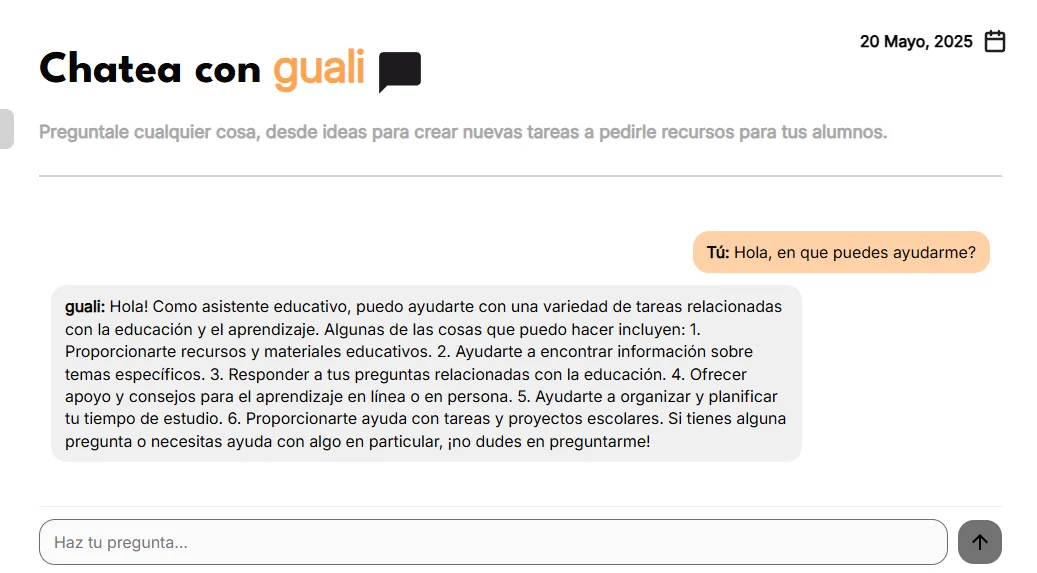 20 Mayo, 2025
Chatea con guali
Preguntale cualquier cosa, desde ideas para crear nuevas tareas a pedirle recursos para tus alumnos.
Tú: Hola, en que puedes ayudarme?
guali: Hola! Como asistente educativo, puedo ayudarte con una variedad de tareas relacionadas
con la educación y el aprendizaje. Algunas de las cosas que puedo hacer incluyen: 1.
Proporcionarte recursos y materiales educativos. 2. Ayudarte a encontrar información sobre
temas específicos. 3. Responder a tus preguntas relacionadas con la educación. 4. Ofrecer
apoyo y consejos para el aprendizaje en línea o en persona. 5. Ayudarte a organizar y planificar
tu tiempo de estudio. 6. Proporcionarte ayuda con tareas y proyectos escolares. Si tienes alguna
pregunta o necesitas ayuda con algo en particular, ¡no dudes en preguntarme!
Haz tu pregunta...